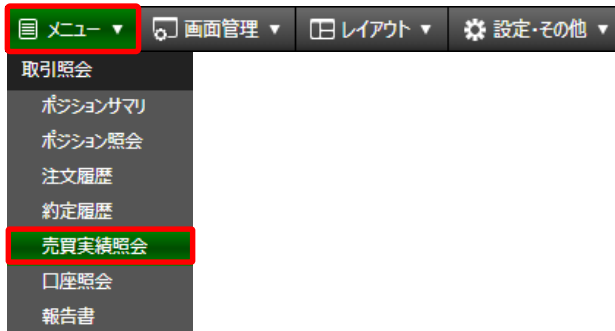 メニュー ▼ 画面管理 ▼ レイアウト ▼ 設定・その他 ▼
取引照会
ポジションサマリ
ポジション照会
注文履歴
約定履歴
売買実績照会
口座照会
報告書